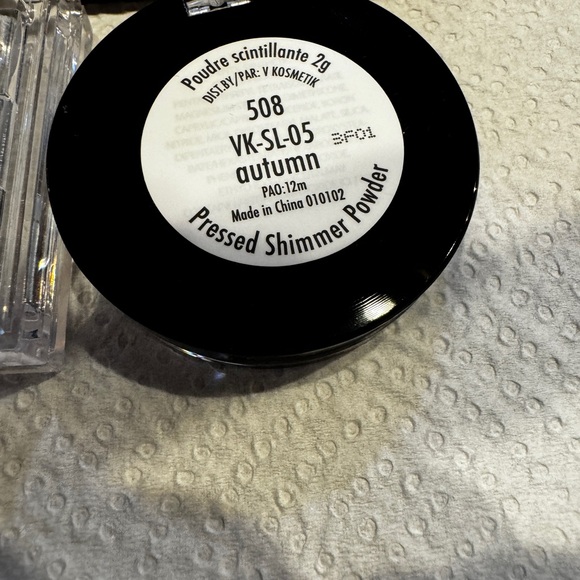 Poudre scintillante 2g
DIST.BY/PAR: V KOSMETIK
508
VK-SL-05
autumn
3F01
PAO:12m
Made in China 010102
Pressed Shimmer Powder